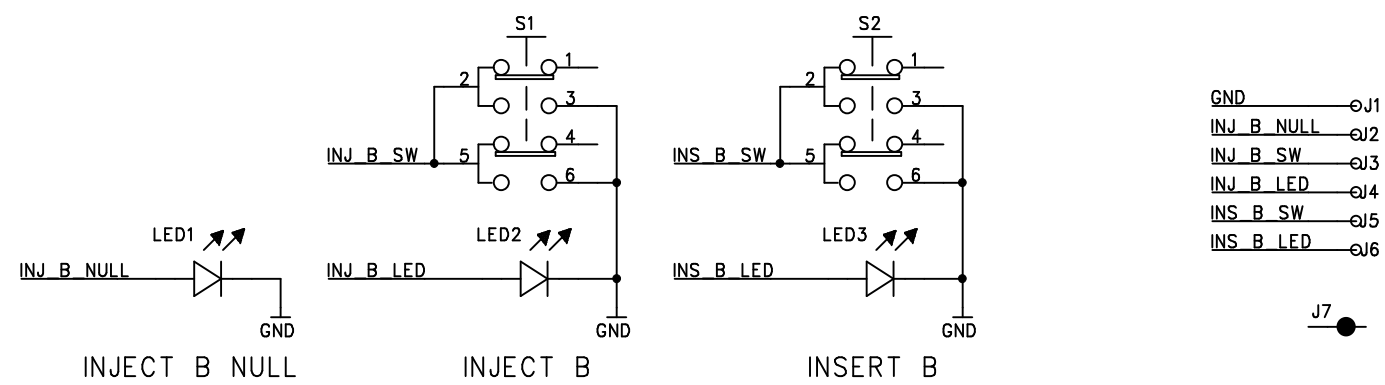 S1
S2
1
2
3
4
INJ_B_SW
5
6
1
2
3
4
INS_B_SW
5
6
GND
J1
INJ_B_NULL
J2
INJ_B_SW
J3
INJ_B_LED
J4
INS_B_SW
J5
INS_B_LED
J6
LED1
LED2
LED3
INJ_B_NULL
INJ_B_LED
INS_B_LED
GND
GND
GND
J7
INJECT B NULL
INJECT B
INSERT B